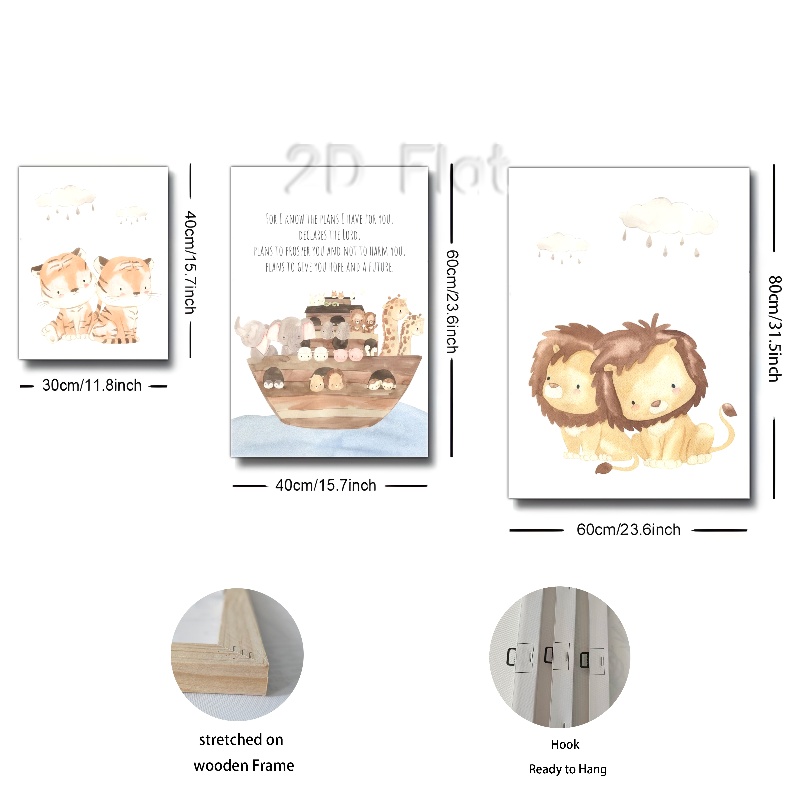 2D Flat
FOR I KNOW THE PLANS I HAVE FOR YOU,
DECLARES THE LORD,
PLANS TO PROSPER YOU AND NOT TO HARM YOU,
PLANS TO GIVE YOU HOPE AND A FUTURE.
40cm/15.7inch
30cm/11.8inch
60cm/23.6inch
40cm/15.7inch
80cm/31.5inch
60cm/23.6inch
stretched on
wooden Frame
Hook
Ready to Hang